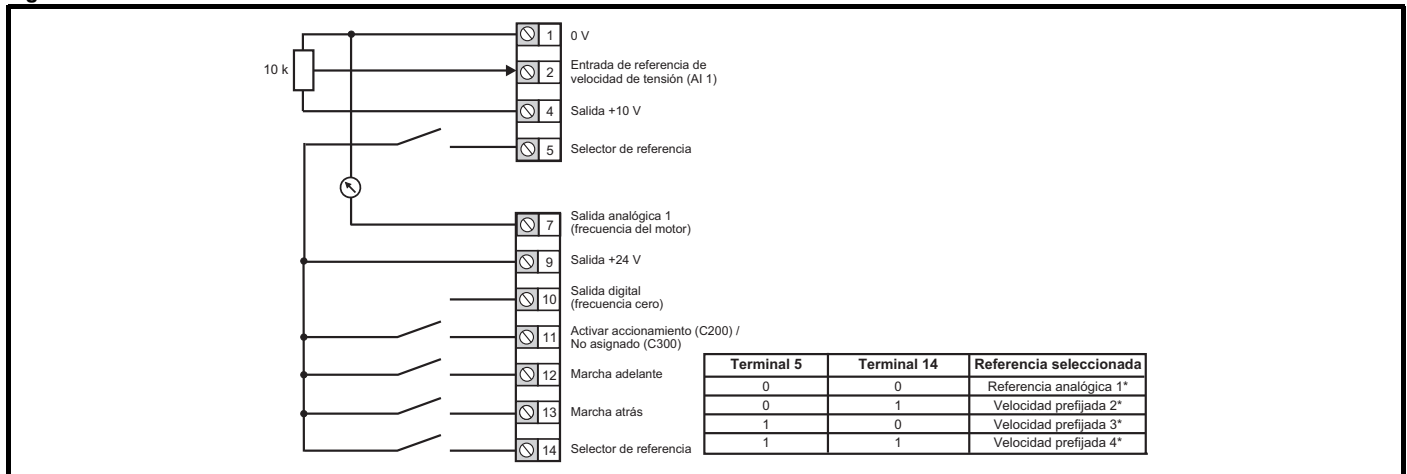 1 0 V
10 k
2 Entrada de referencia de
velocidad de tensión (AI 1)
4 Salida +10 V
5 Selector de referencia
7 Salida analógica 1
(frecuencia del motor)
9 Salida +24 V
10 Salida digital
(frecuencia cero)
11 Activar accionamiento (C200) /
No asignado (C300)
12 Marcha adelante
13 Marcha atrás
14 Selector de referencia
Terminal 5 Terminal 14 Referencia seleccionada
0 0 Referencia analógica 1*
0 1 Velocidad prefijada 2*
1 0 Velocidad prefijada 3*
1 1 Velocidad prefijada 4*